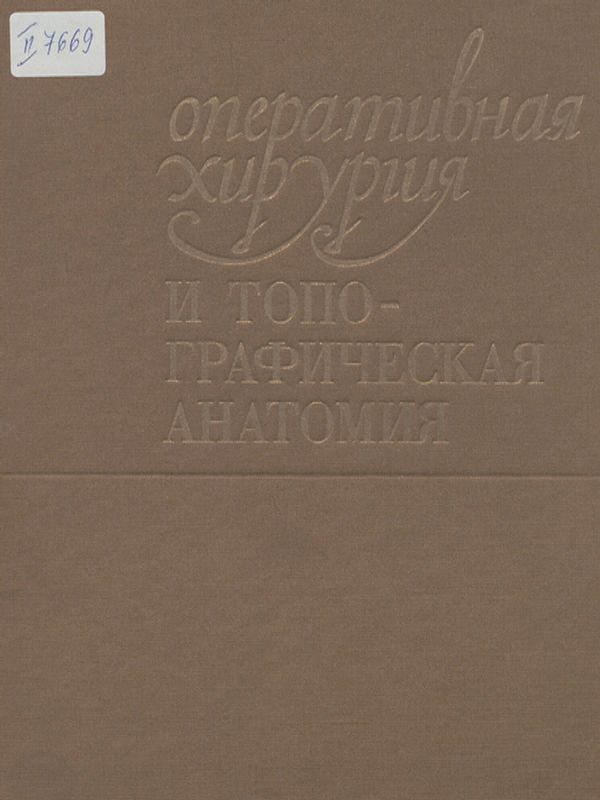 II 7669
оперативная
хирургия
И ТОПО-
ГРАФИЧЕСКАЯ
АНАТОМИЯ